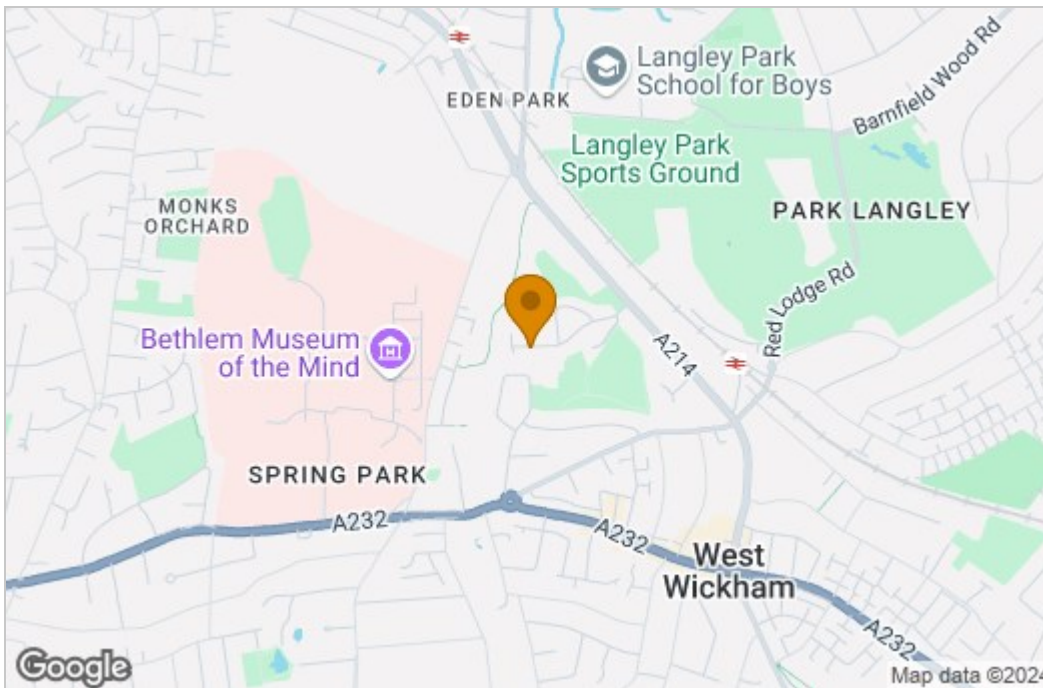 Langley Park
School for Boys
EDEN PARK
Barnfield Wood Rd
Langley Park
Sports Ground
MONKS
ORCHARD
PARK LANGLEY
Red Lodge Rd
Bethlem Museum
of the Mind
A214
SPRING PARK
A232
A232
West
Wickham
A232
Google
Map data ©2024